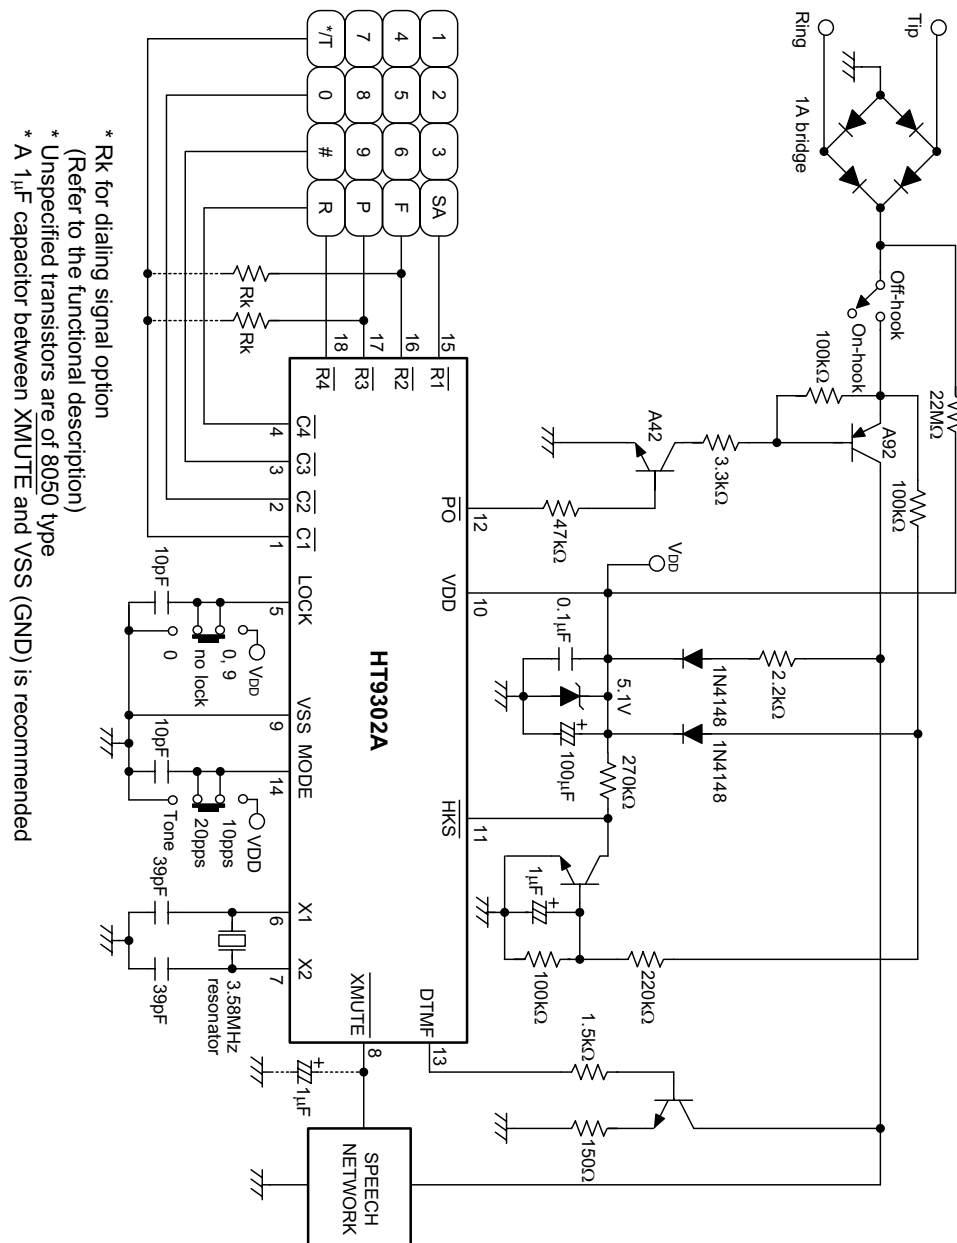 Tip
Ring
1A bridge
Off-hook
On-hook
22MΩ
A92
100kΩ
100kΩ
3.3kΩ
A42
47kΩ
VDD
2.2kΩ
1N4148
1N4148
0.1µF
5.1V
+
100µF
270kΩ
1µF
+
100kΩ
220kΩ
1.5kΩ
150Ω
1 2 3 SA
4 5 6 F
7 8 9 P
*/T 0 # R
Rk
Rk
15 R1
16 R2
17 R3
18 R4
4 C4
3 C3
2 C2
1 C1
PO 12
VDD 10
HKS 11
DTMF 13
XMUTE 8
HT9302A
LOCK 5
VSS 9
MODE 14
X1 6
X2 7
10pF
VDD
0, 9
no lock
0
10pF
VDD
10pps
20pps
Tone
39pF
39pF
3.58MHz
resonator
+
1µF
SPEECH
NETWORK
* Rk for dialing signal option
(Refer to the functional description)
* Unspecified transistors are of 8050 type
* A 1µF capacitor between XMUTE and VSS (GND) is recommended